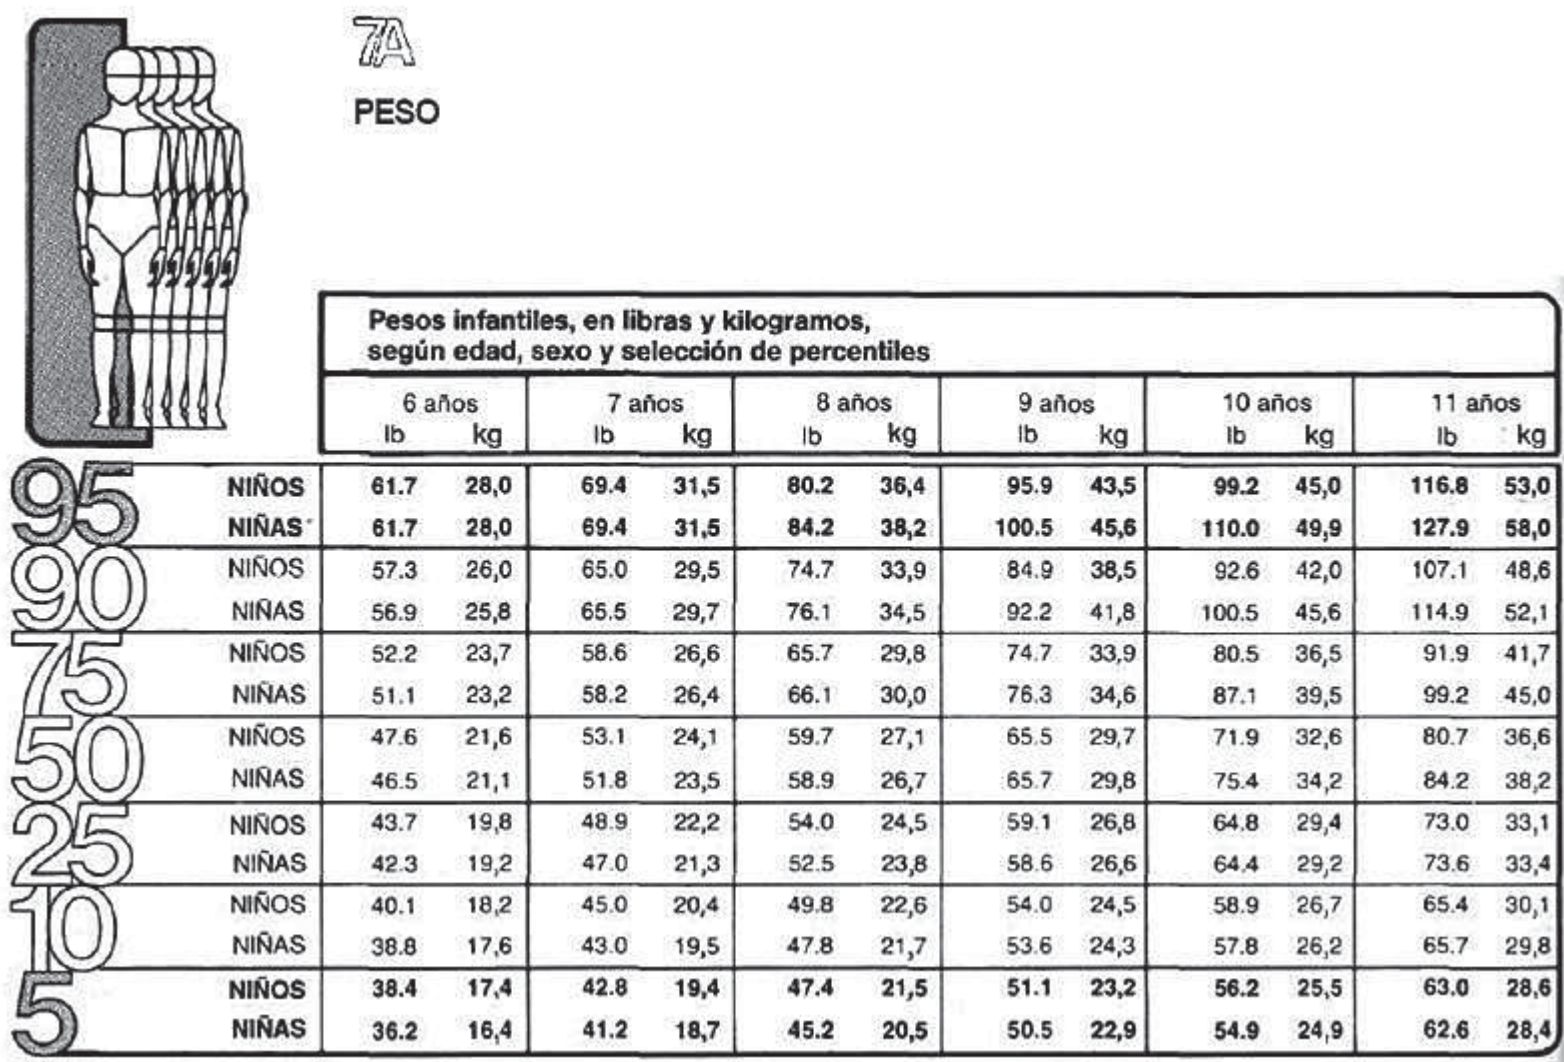 7A
PESO
Pesos infantiles, en libras y kilogramos,
según edad, sexo y selección de percentiles
6 años 7 años 8 años 9 años 10 años 11 años
lb kg lb kg lb kg lb kg lb kg lb kg
95 NIÑOS 61.7 28,0 69.4 31,5 80.2 36,4 95.9 43,5 99.2 45,0 116.8 53,0
NIÑAS 61.7 28,0 69.4 31,5 84.2 38,2 100.5 45,6 110.0 49,9 127.9 58,0
90 NIÑOS 57.3 26,0 65.0 29,5 74.7 33,9 84.9 38,5 92.6 42,0 107.1 48,6
NIÑAS 56.9 25,8 65.5 29,7 76.1 34,5 92.2 41,8 100.5 45,6 114.9 52,1
75 NIÑOS 52.2 23,7 58.6 26,6 65.7 29,8 74.7 33,9 80.5 36,5 91.9 41,7
NIÑAS 51.1 23,2 58.2 26,4 66.1 30,0 76.3 34,6 87.1 39,5 99.2 45,0
50 NIÑOS 47.6 21,6 53.1 24,1 59.7 27,1 65.5 29,7 71.9 32,6 80.7 36,6
NIÑAS 46.5 21,1 51.8 23,5 58.9 26,7 65.7 29,8 75.4 34,2 84.2 38,2
25 NIÑOS 43.7 19,8 48.9 22,2 54.0 24,5 59.1 26,8 64.8 29,4 73.0 33,1
NIÑAS 42.3 19,2 47.0 21,3 52.5 23,8 58.6 26,6 64.4 29,2 73.6 33,4
10 NIÑOS 40.1 18,2 45.0 20,4 49.8 22,6 54.0 24,5 58.9 26,7 65.4 30,1
NIÑAS 38.8 17,6 43.0 19,5 47.8 21,7 53.6 24,3 57.8 26,2 65.7 29,8
5 NIÑOS 38.4 17,4 42.8 19,4 47.4 21,5 51.1 23,2 56.2 25,5 63.0 28,6
NIÑAS 36.2 16,4 41.2 18,7 45.2 20,5 50.5 22,9 54.9 24,9 62.6 28,4